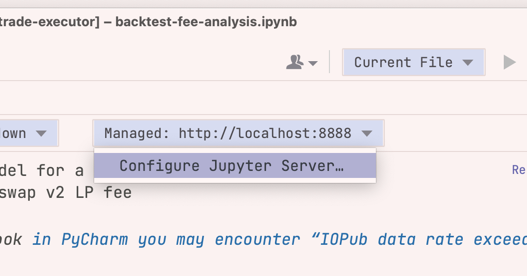 trade-executor] – backtest-fee-analysis.ipynb
Current File
own
Managed: http://localhost:8888
Configure Jupyter Server…
del for a
Re
swap v2 LP fee
ook in PyCharm you may encounter “IOPub data rate exceed